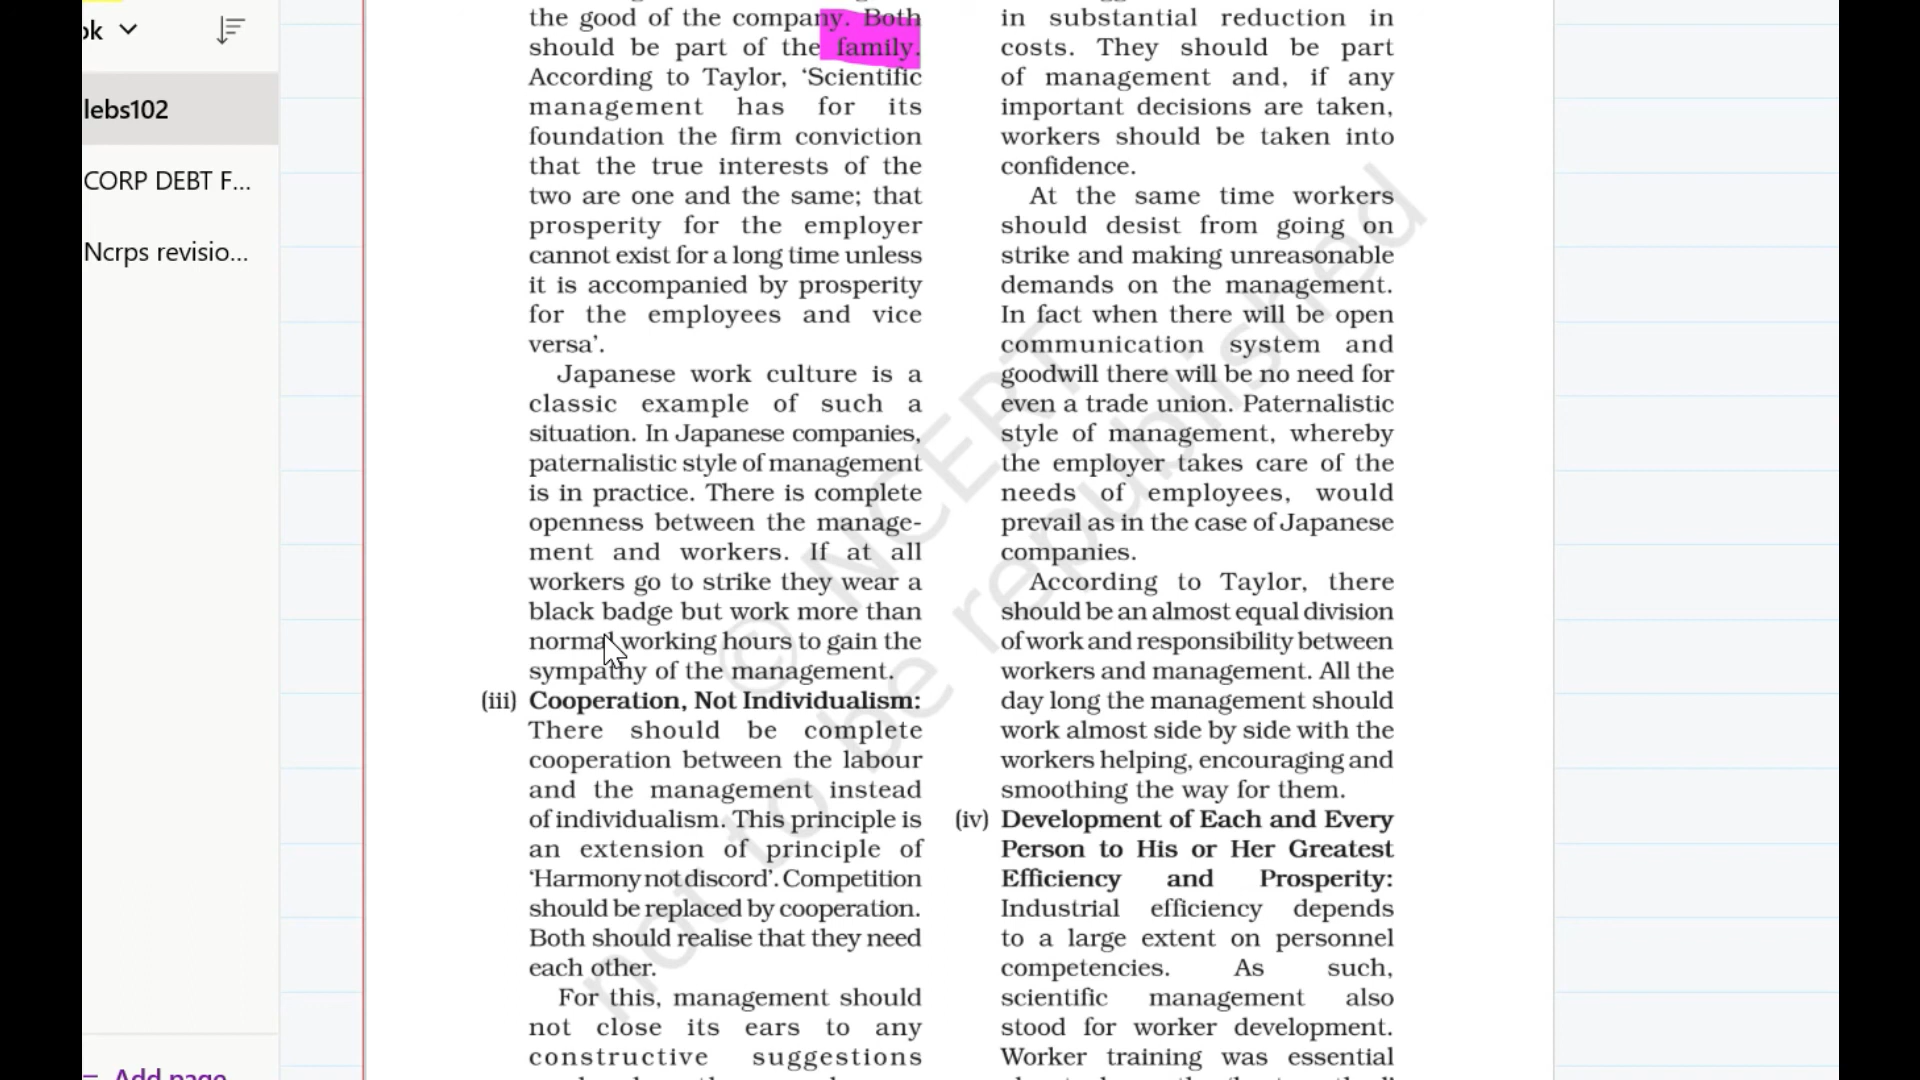 ok
lebs102
CORP DEBT F...
Ncrps revisio...
Add page
the good of the company. Both
should be part of the family.
According to Taylor, ‘Scientific
management has for its
foundation the firm conviction
that the true interests of the
two are one and the same; that
prosperity for the employer
cannot exist for a long time unless
it is accompanied by prosperity
for the employees and vice
versa’.
Japanese work culture is a
classic example of such a
situation. In Japanese companies,
paternalistic style of management
is in practice. There is complete
openness between the manage-
ment and workers. If at all
workers go to strike they wear a
black badge but work more than
normal working hours to gain the
sympathy of the management.
(iii) Cooperation, Not Individualism:
There should be complete
cooperation between the labour
and the management instead
of individualism. This principle is
an extension of principle of
‘Harmony not discord’. Competition
should be replaced by cooperation.
Both should realise that they need
each other.
For this, management should
not close its ears to any
constructive suggestions
in substantial reduction in
costs. They should be part
of management and, if any
important decisions are taken,
workers should be taken into
confidence.
At the same time workers
should desist from going on
strike and making unreasonable
demands on the management.
In fact when there will be open
communication system and
goodwill there will be no need for
even a trade union. Paternalistic
style of management, whereby
the employer takes care of the
needs of employees, would
prevail as in the case of Japanese
companies.
According to Taylor, there
should be an almost equal division
of work and responsibility between
workers and management. All the
day long the management should
work almost side by side with the
workers helping, encouraging and
smoothing the way for them.
(iv) Development of Each and Every
Person to His or Her Greatest
Efficiency and Prosperity:
Industrial efficiency depends
to a large extent on personnel
competencies. As such,
scientific management also
stood for worker development.
Worker training was essential
© NCERT
not to be republished